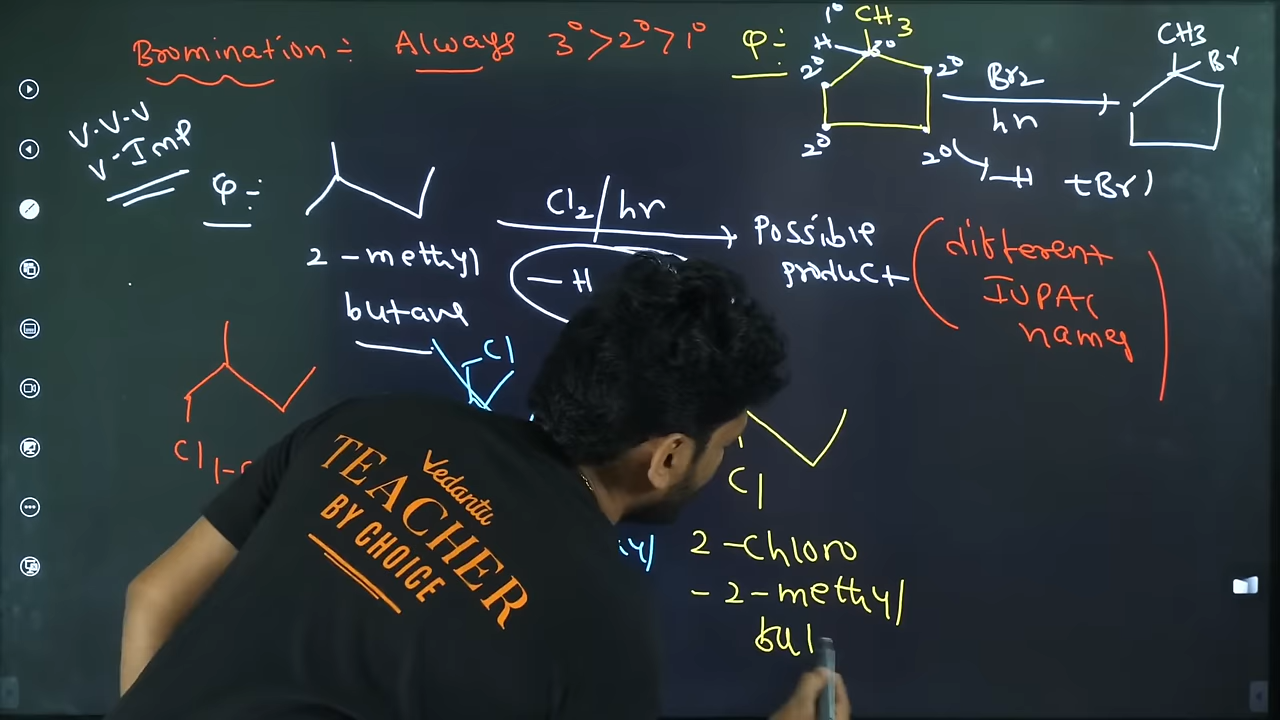 Bromination :- Always 3° > 2° > 1°
φ :-
1° CH3
H 3°
2° 2°
2° 2°
Br2
hν
CH3
Br
V.V.V
V.Imp
φ :-
Cl2/hν
- H
Possible
product
(different
IUPAC
names)
2-methyl
butane
Cl
Cl
Cl
2-Chloro
-2-methyl
but
Vedantu
TEACHER
BY CHOICE